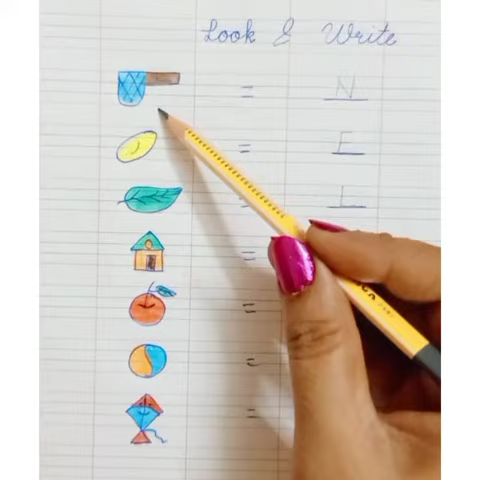 Look & Write
= N
= E
= L
=
=
=
=